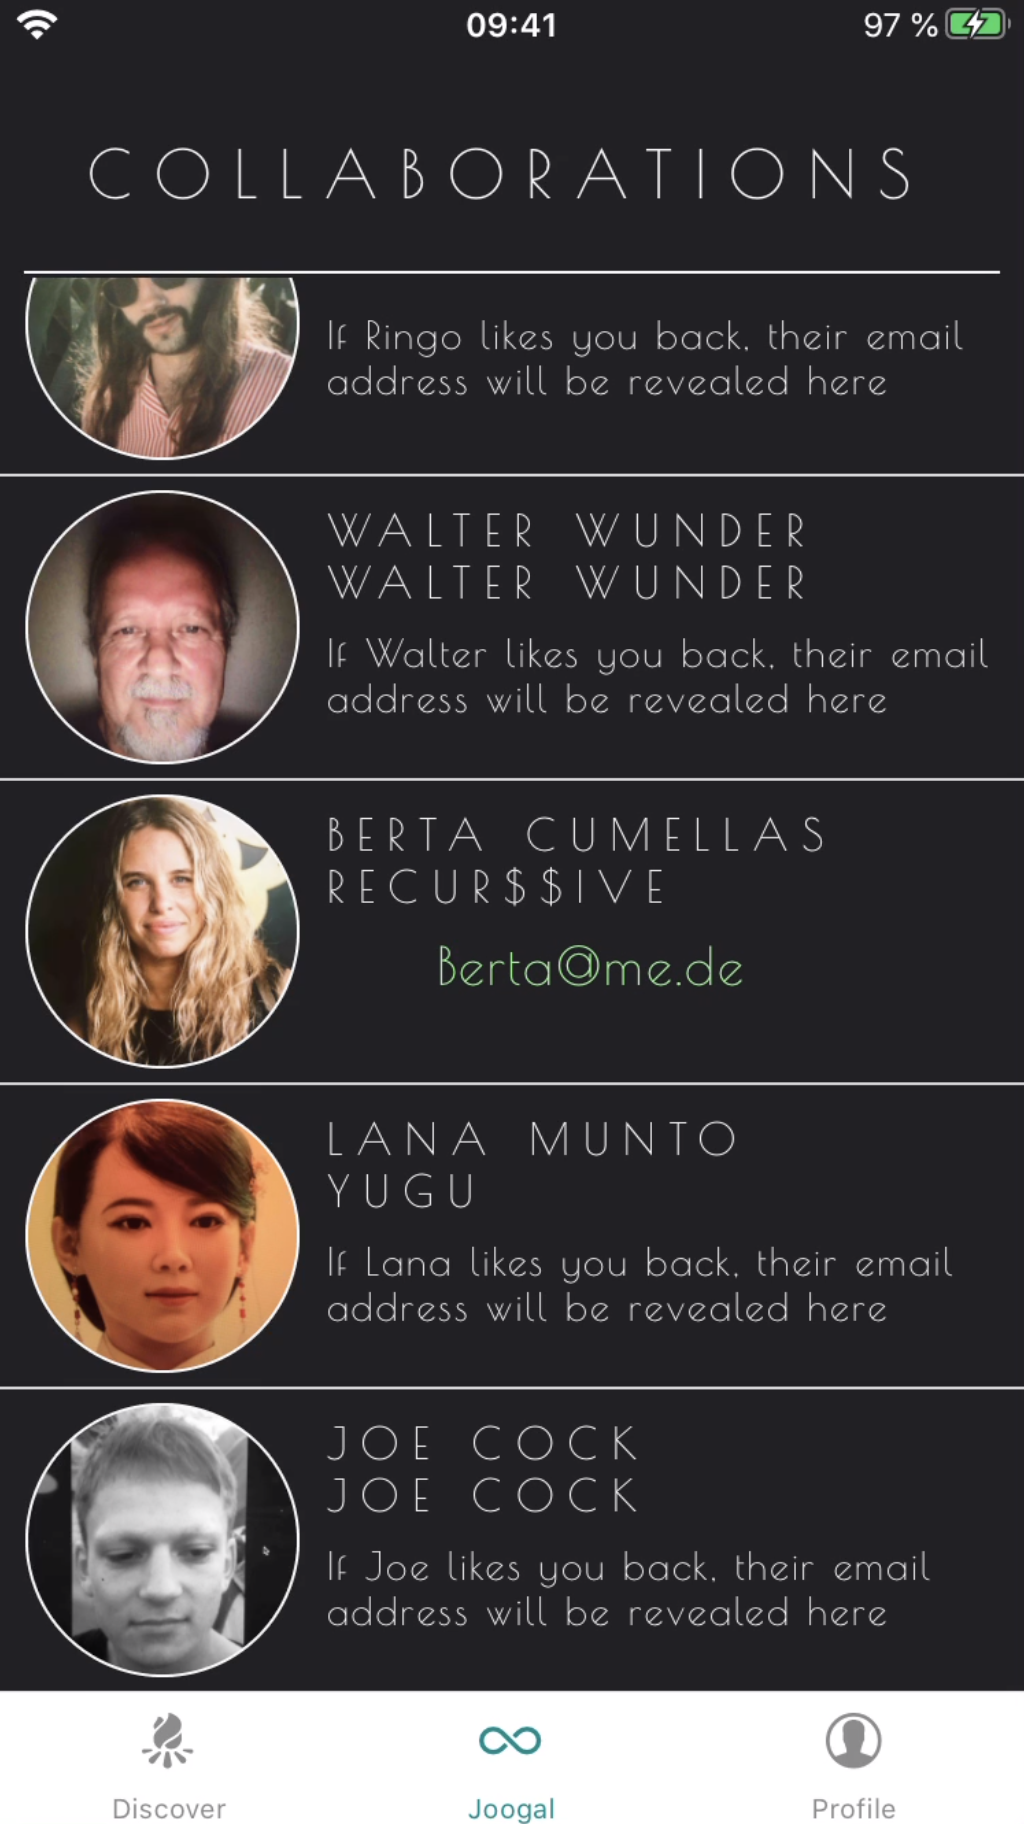 09:41
97 %
COLLABORATIONS
If Ringo likes you back, their email
address will be revealed here
WALTER WUNDER
WALTER WUNDER
If Walter likes you back, their email
address will be revealed here
BERTA CUMELLAS
RECUR$$IVE
Berta@me.de
LANA MUNTO
YUGU
If Lana likes you back, their email
address will be revealed here
JOE COCK
JOE COCK
If Joe likes you back, their email
address will be revealed here
Discover
Joogal
Profile